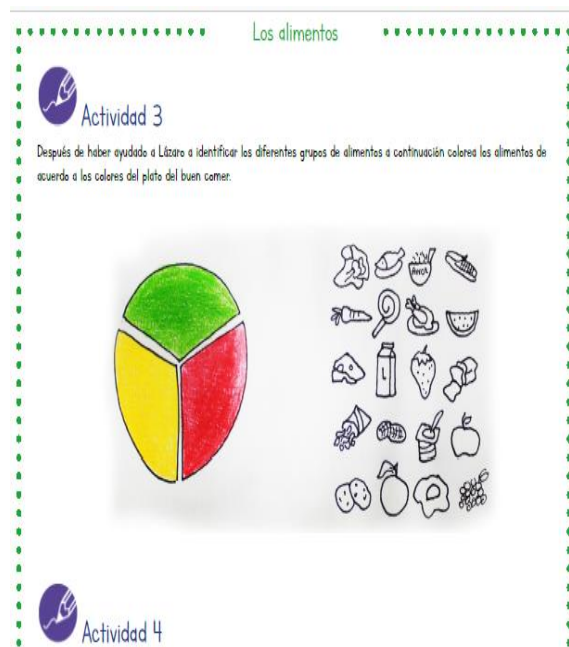 Los alimentos
Actividad 3
Después de haber ayudado a Lázaro a identificar los diferentes grupos de alimentos a continuación colorea los alimentos de
acuerdo a los colores del plato del buen comer.
Arroz
L
Actividad 4